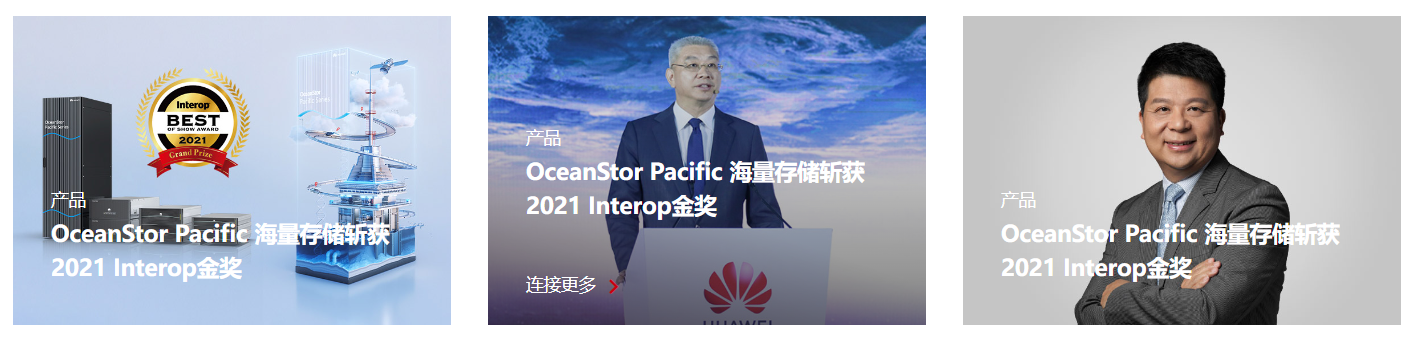 OceanStor
Pacific Series
Interop
BEST
OF SHOW AWARD
2021
Grand Prize
产品
OceanStor Pacific 海量存储斩获
2021 Interop金奖
产品
OceanStor Pacific 海量存储斩获
2021 Interop金奖
连接更多
HUAWEI
产品
OceanStor Pacific 海量存储斩获
2021 Interop金奖